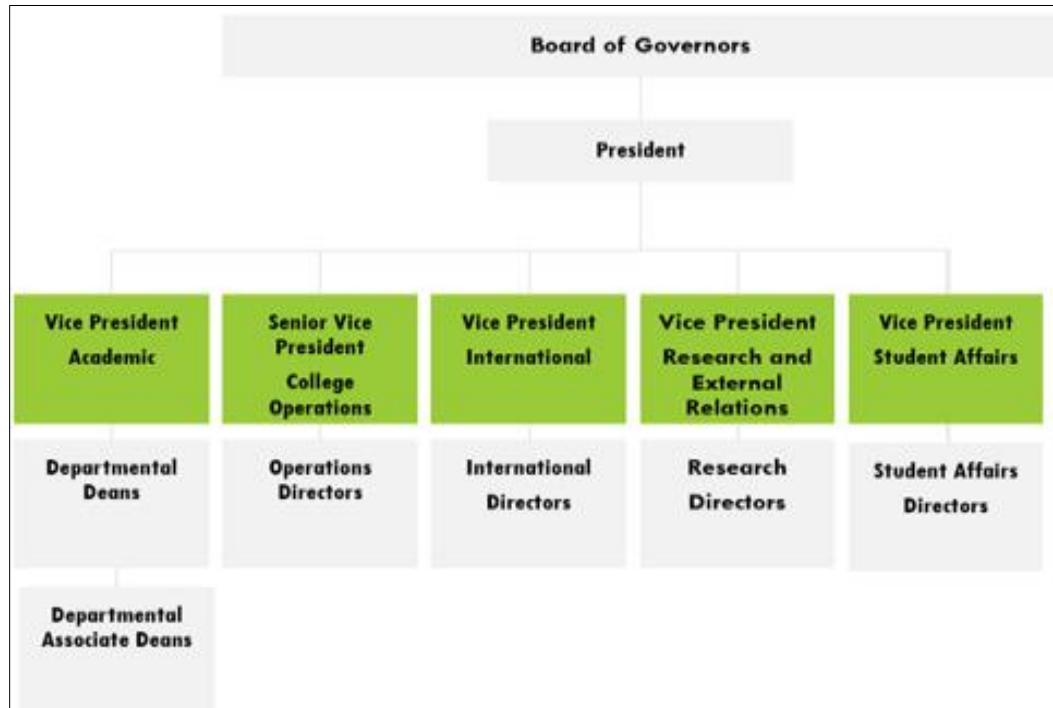 Board of Governors
President
Vice President
Academic
Senior Vice
President
College
Operations
Vice President
International
Vice President
Research and
External
Relations
Vice President
Student Affairs
Departmental
Deans
Operations
Directors
International
Directors
Research
Directors
Student Affairs
Directors
Departmental
Associate Deans